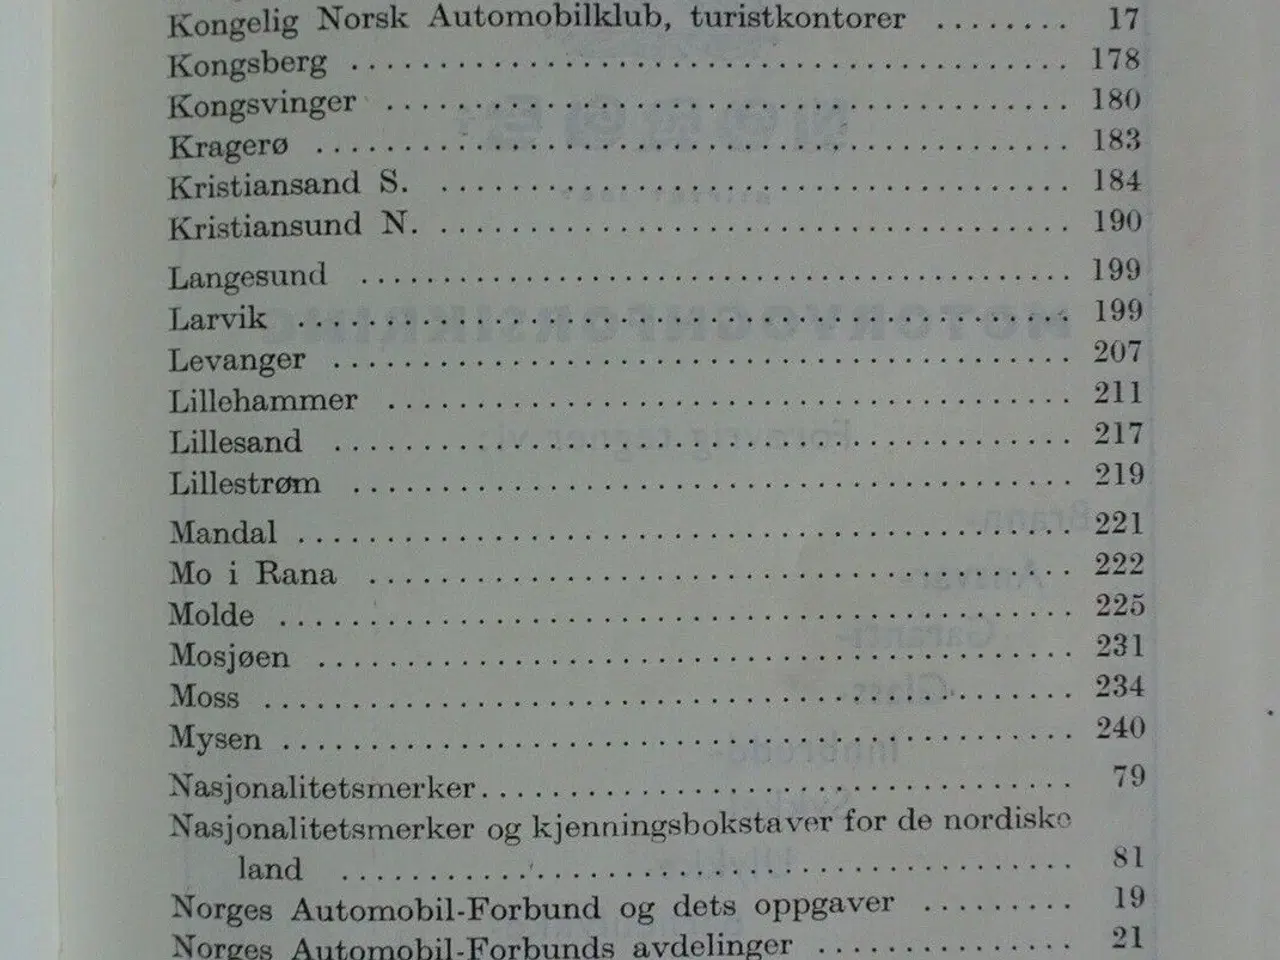 Kongelig Norsk Automobilklub, turistkontorer ........ 17
Kongsberg ........ 178
Kongsvinger ........ 180
Kragerø ........ 183
Kristiansand S. ........ 184
Kristiansund N. ........ 190
Langesund ........ 199
Larvik ........ 199
Levanger ........ 207
Lillehammer ........ 211
Lillesand ........ 217
Lillestrøm ........ 219
Mandal ........ 221
Mo i Rana ........ 222
Molde ........ 225
Mosjøen ........ 231
Moss ........ 234
Mysen ........ 240
Nasjonalitetsmerker ........ 79
Nasjonalitetsmerker og kjenningsbokstaver for de nordiske
land ........ 81
Norges Automobil-Forbund og dets oppgaver ........ 19
Norges Automobil-Forbunds avdelinger ........ 21